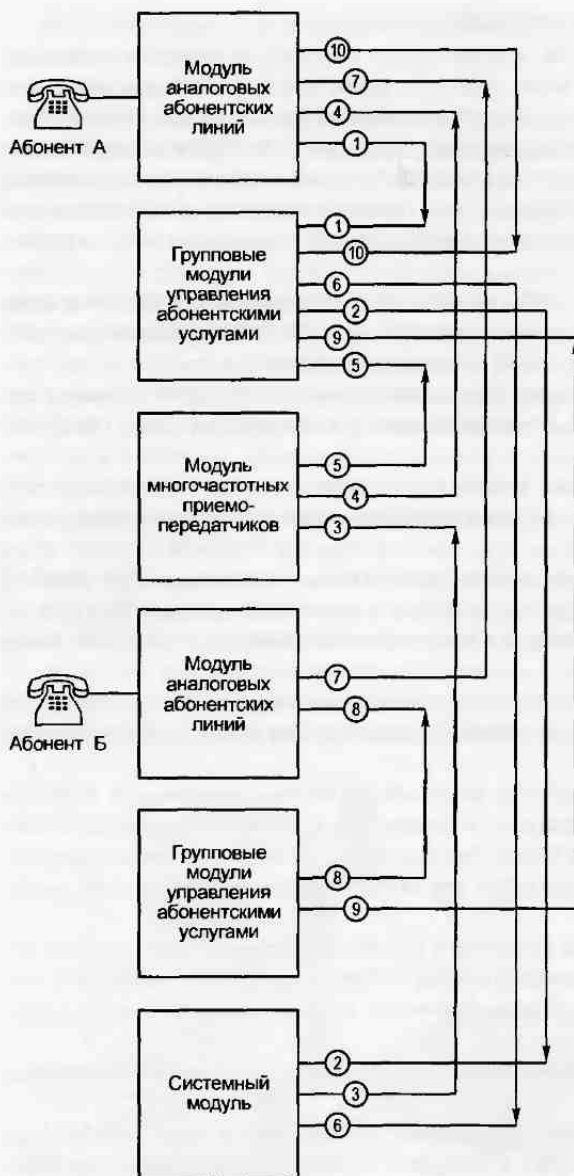 Модуль
аналоговых
абонентских
линий
10
7
4
1
Абонент А
Групповые
модули
управления
абонентскими
услугами
1
10
6
2
9
5
Модуль
многочастотных
приемо-
передатчиков
5
4
3
Модуль
аналоговых
абонентских
линий
7
8
Абонент Б
Групповые
модули
управления
абонентскими
услугами
8
9
Системный
модуль
2
3
6